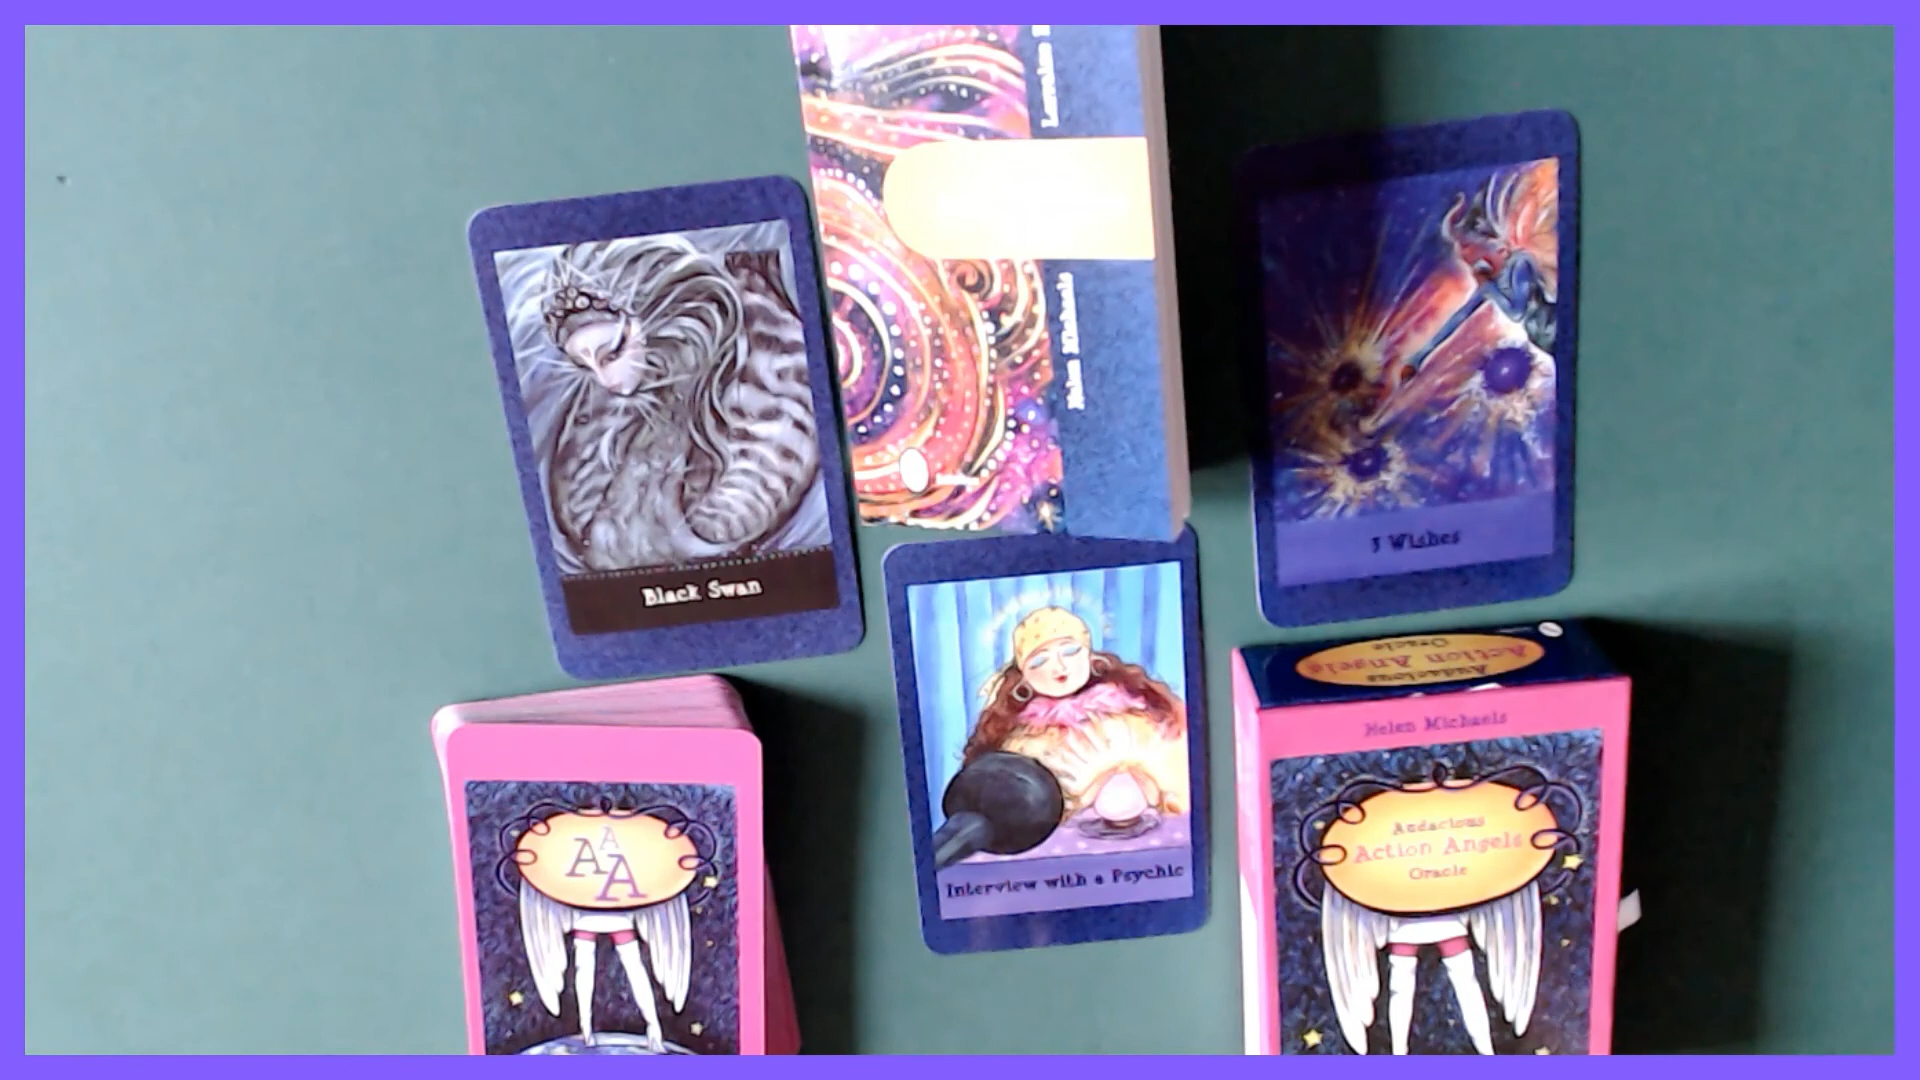 Helen Michaels
Black Swan
3 Wishes
Interview with a Psychic
Audacious
Action Angels
Oracle
Helen Michaels
Audacious
Action Angels
Oracle
A
A
A